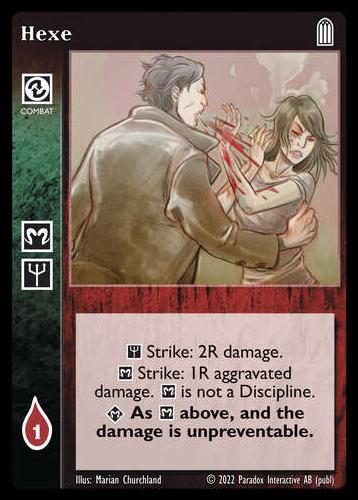 Hexe
COMBAT
Strike: 2R damage.
Strike: 1R aggravated
damage. is not a Discipline.
As above, and the
damage is unpreventable.
1
Illus: Marian Churchland © 2022 Paradox Interactive AB (publ)